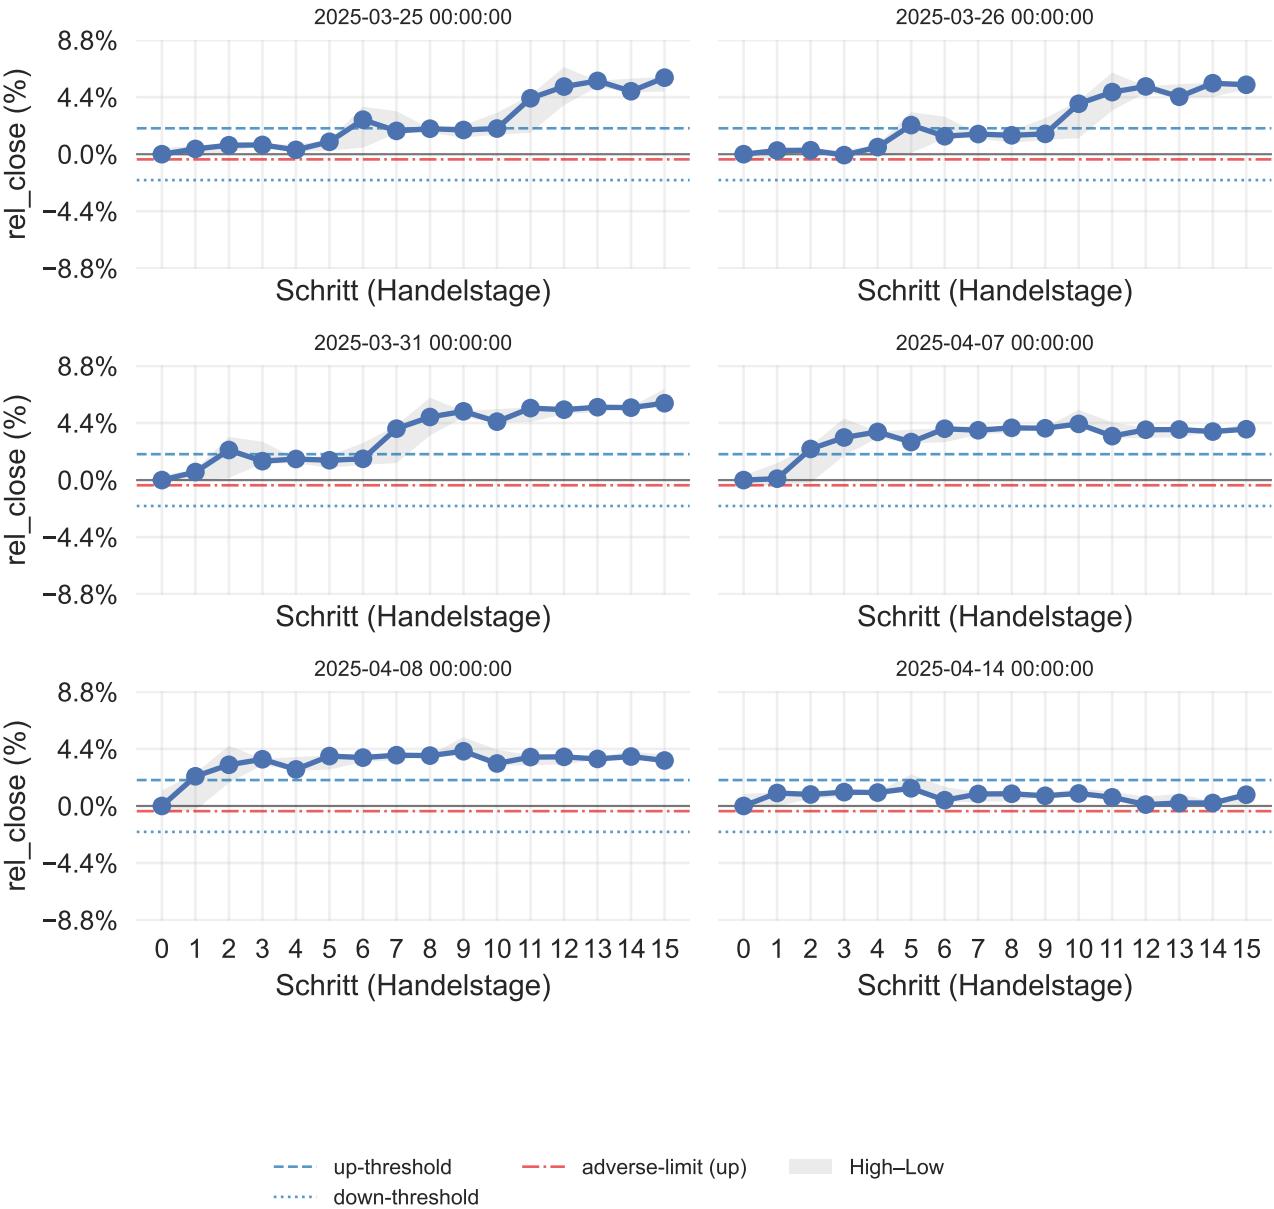 2025-03-25 00:00:00
2025-03-26 00:00:00
8.8%
4.4%
0.0%
−4.4%
−8.8%
rel_close (%)
Schritt (Handelstage)
Schritt (Handelstage)
2025-03-31 00:00:00
2025-04-07 00:00:00
8.8%
4.4%
0.0%
−4.4%
−8.8%
rel_close (%)
Schritt (Handelstage)
Schritt (Handelstage)
2025-04-08 00:00:00
2025-04-14 00:00:00
8.8%
4.4%
0.0%
−4.4%
−8.8%
rel_close (%)
0 1 2 3 4 5 6 7 8 9 10 11 12 13 14 15
0 1 2 3 4 5 6 7 8 9 10 11 12 13 14 15
Schritt (Handelstage)
Schritt (Handelstage)
up-threshold
down-threshold
adverse-limit (up)
High–Low